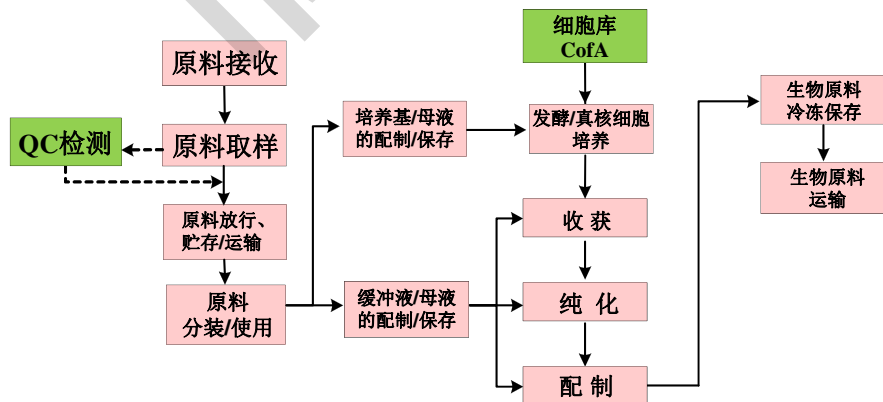 原料接收
QC检测
原料取样
原料放行、
贮存/运输
原料
分装/使用
培养基/母液
的配制/保存
缓冲液/母液
的配制/保存
细胞库
CofA
发酵/真核细胞
培养
收获
纯化
配制
生物原料
冷冻保存
生物原料
运输